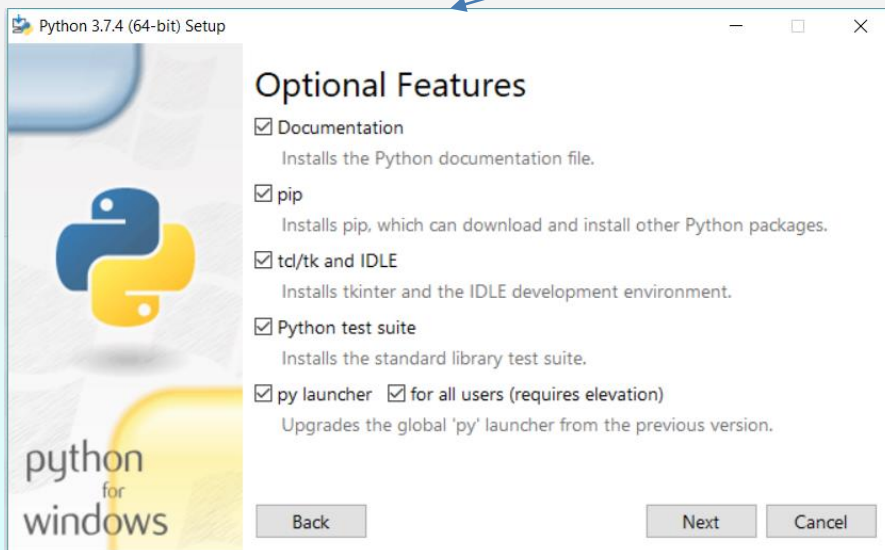 Python 3.7.4 (64-bit) Setup
Optional Features
Documentation
Installs the Python documentation file.
pip
Installs pip, which can download and install other Python packages.
tcl/tk and IDLE
Installs tkinter and the IDLE development environment.
Python test suite
Installs the standard library test suite.
py launcher for all users (requires elevation)
Upgrades the global 'py' launcher from the previous version.
python
for
windows
Back Next Cancel